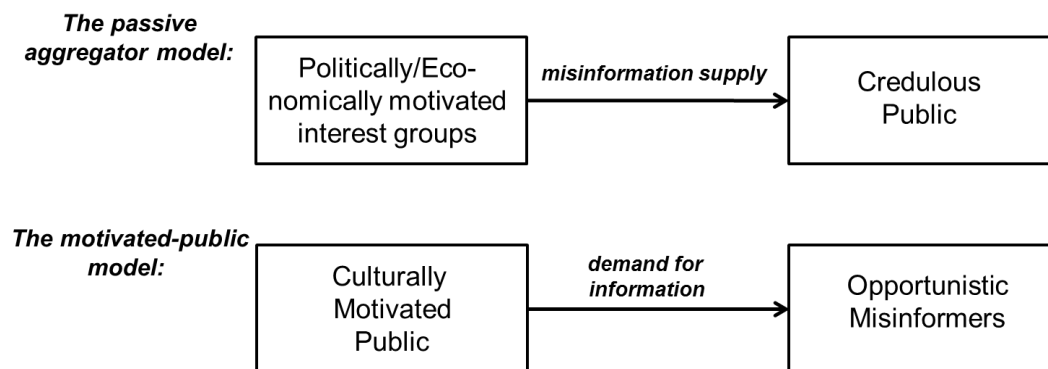 The passive
aggregator model:
Politically/Eco-
nomically motivated
interest groups
misinformation supply
Credulous
Public
The motivated-public
model:
Culturally
Motivated
Public
demand for
information
Opportunistic
Misinformers